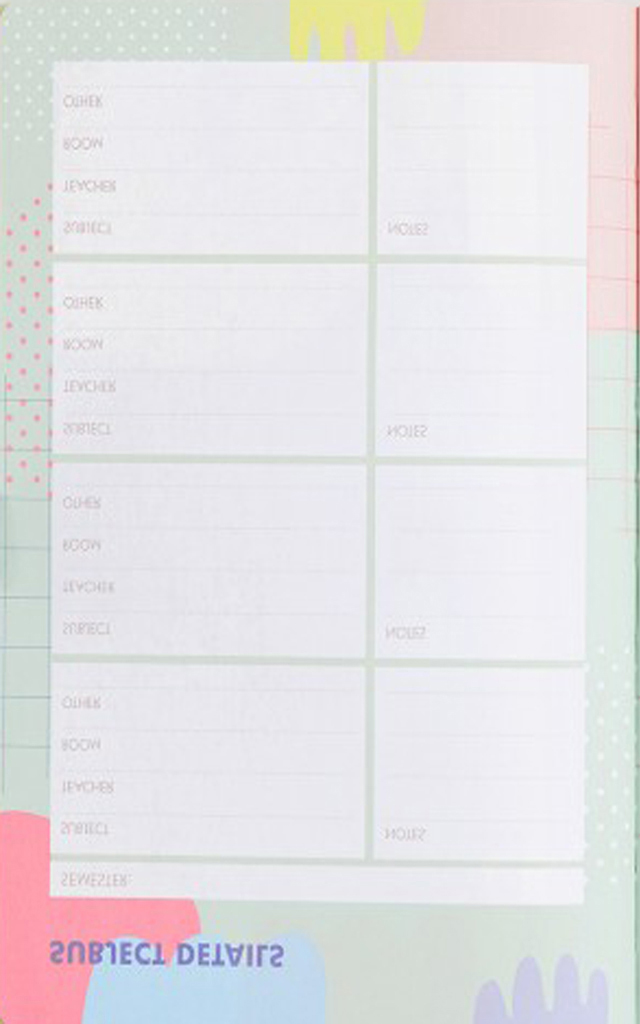 SUBJECT DETAILS
SEMESTER:
SUBJECT
TEACHER
ROOM
OTHER
NOTES
SUBJECT
TEACHER
ROOM
OTHER
NOTES
SUBJECT
TEACHER
ROOM
OTHER
NOTES
SUBJECT
TEACHER
ROOM
OTHER
NOTES